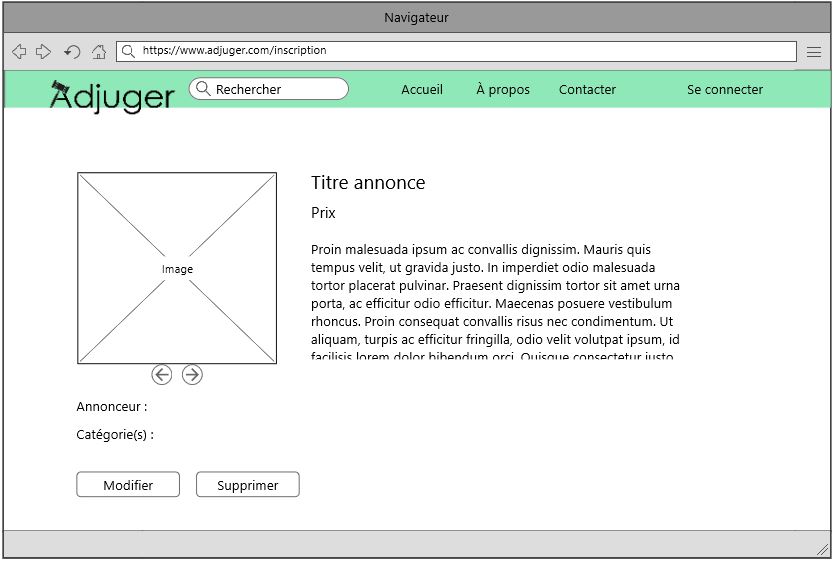 Navigateur
https://www.adjuger.com/inscription
Adjuger
Rechercher
Accueil
À propos
Contacter
Se connecter
Image
Titre annonce
Prix
Proin malesuada ipsum ac convallis dignissim. Mauris quis
tempus velit, ut gravida justo. In imperdiet odio malesuada
tortor placerat pulvinar. Praesent dignissim tortor sit amet urna
porta, ac efficitur odio efficitur. Maecenas posuere vestibulum
rhoncus. Proin consequat convallis risus nec condimentum. Ut
aliquam, turpis ac efficitur fringilla, odio velit volutpat ipsum, id
facilisis lorem dolor bibendum orci. Quisque consectetur justo
Annonceur :
Catégorie(s) :
Modifier
Supprimer